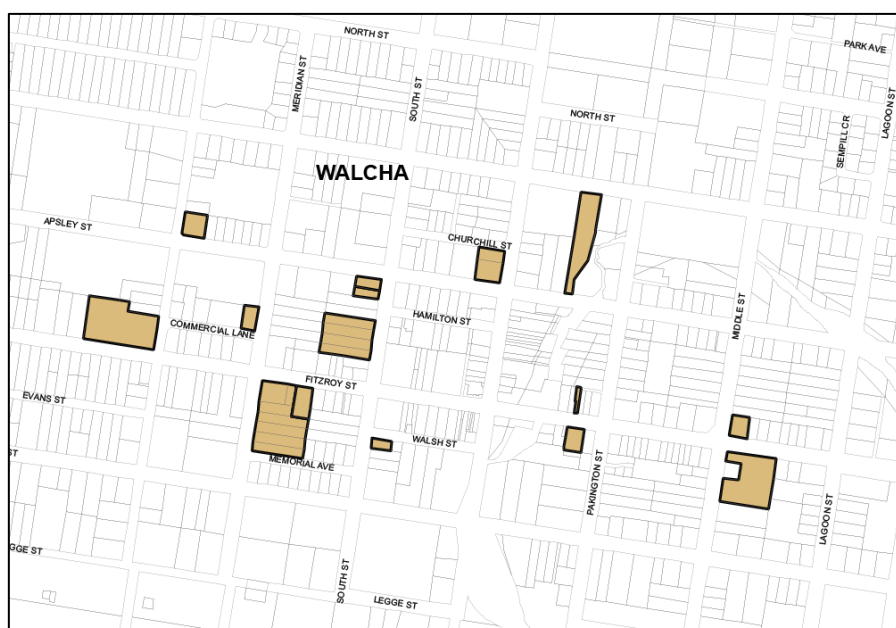 NORTH ST
PARK AVE
MERIDIAN ST
SOUTH ST
LAGOON ST
NORTH ST
SEMPILL CR
WALCHA
APSLEY ST
CHURCHILL ST
MIDDLE ST
HAMILTON ST
COMMERCIAL LANE
FITZROY ST
EVANS ST
WALSH ST
ST
MEMORIAL AVE
PAKINGTON ST
LAGOON ST
GGE ST
SOUTH ST
LEGGE ST